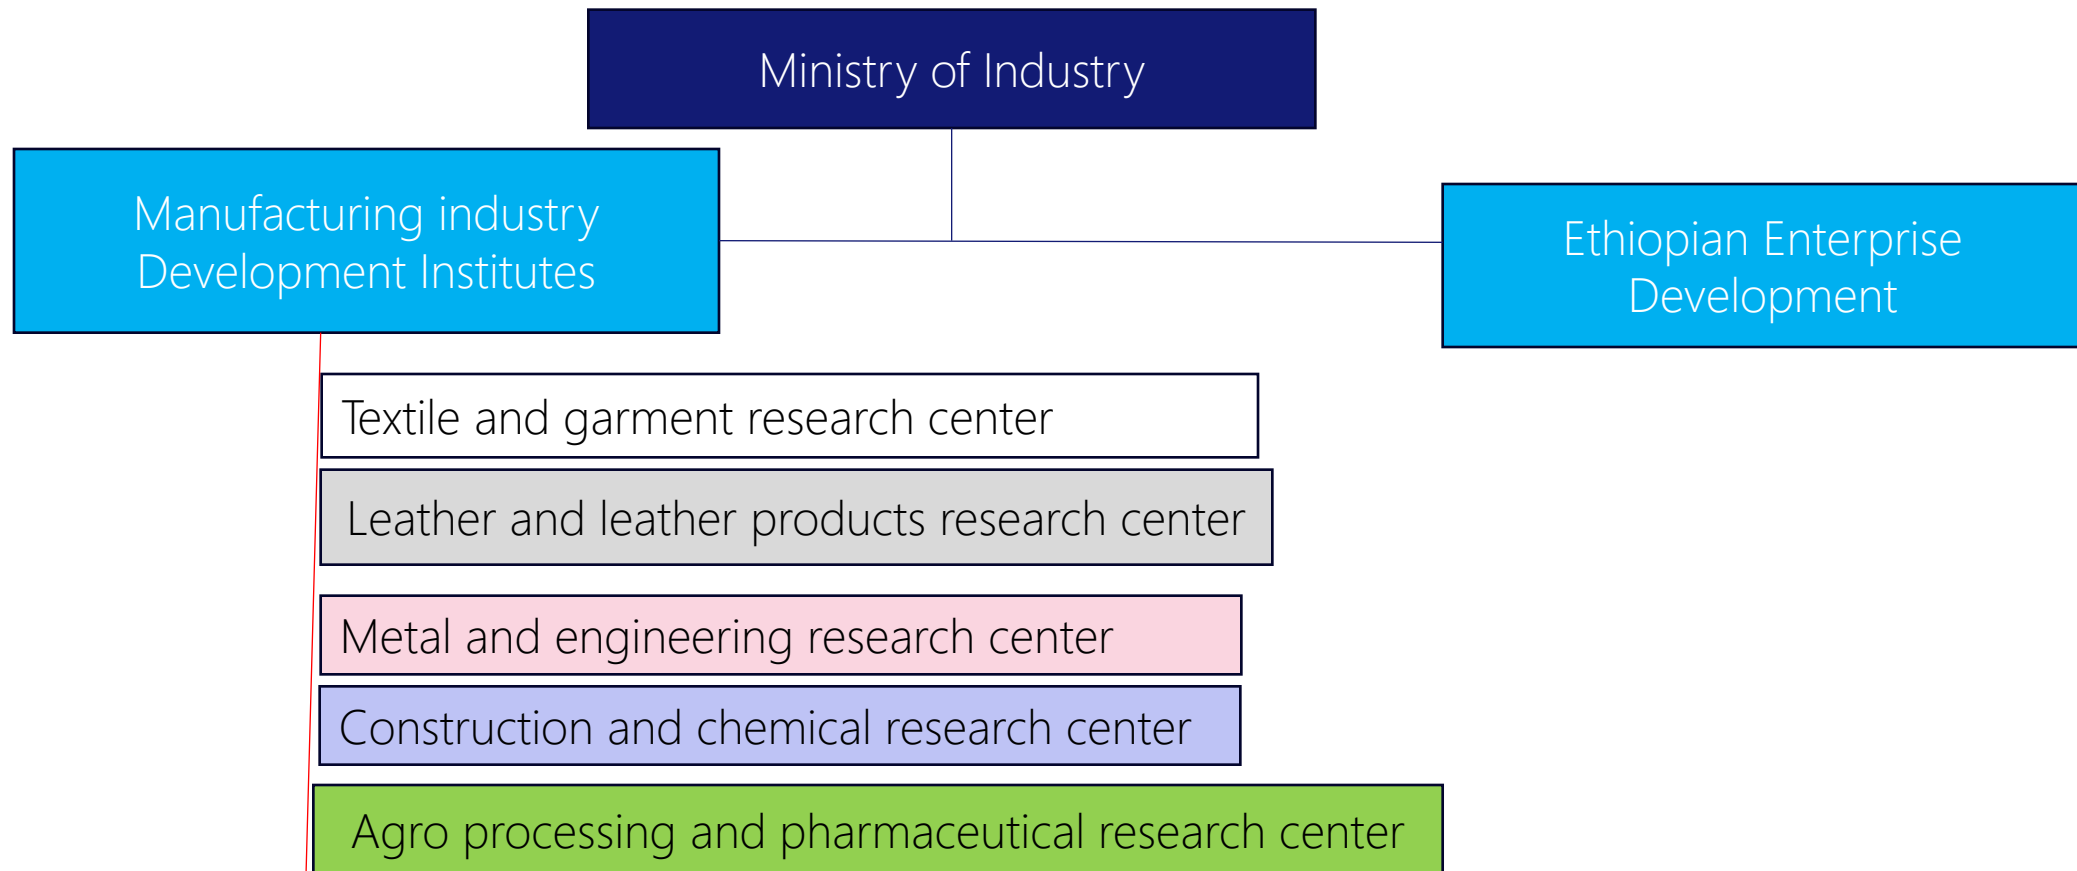 Ministry of Industry
Manufacturing industry
Development Institutes
Ethiopian Enterprise
Development
Textile and garment research center
Leather and leather products research center
Metal and engineering research center
Construction and chemical research center
Agro processing and pharmaceutical research center